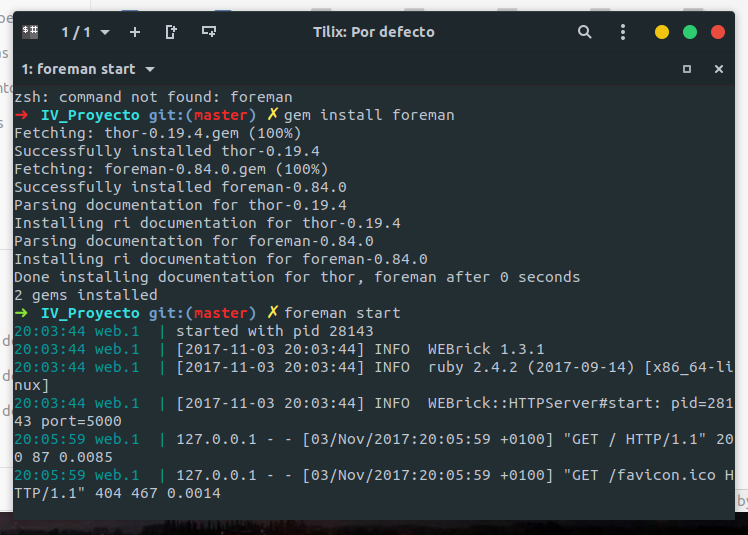 1 / 1
Tilix: Por defecto
1: foreman start
zsh: command not found: foreman
➜ IV_Proyecto git:(master) ✗ gem install foreman
Fetching: thor-0.19.4.gem (100%)
Successfully installed thor-0.19.4
Fetching: foreman-0.84.0.gem (100%)
Successfully installed foreman-0.84.0
Parsing documentation for thor-0.19.4
Installing ri documentation for thor-0.19.4
Parsing documentation for foreman-0.84.0
Installing ri documentation for foreman-0.84.0
Done installing documentation for thor, foreman after 0 seconds
2 gems installed
➜ IV_Proyecto git:(master) ✗ foreman start
20:03:44 web.1  | started with pid 28143
20:03:44 web.1  | [2017-11-03 20:03:44] INFO  WEBrick 1.3.1
20:03:44 web.1  | [2017-11-03 20:03:44] INFO  ruby 2.4.2 (2017-09-14) [x86_64-li
nux]
20:03:44 web.1  | [2017-11-03 20:03:44] INFO  WEBrick::HTTPServer#start: pid=281
43 port=5000
20:05:59 web.1  | 127.0.0.1 - - [03/Nov/2017:20:05:59 +0100] "GET / HTTP/1.1" 20
0 87 0.0085
20:05:59 web.1  | 127.0.0.1 - - [03/Nov/2017:20:05:59 +0100] "GET /favicon.ico H
TTP/1.1" 404 467 0.0014